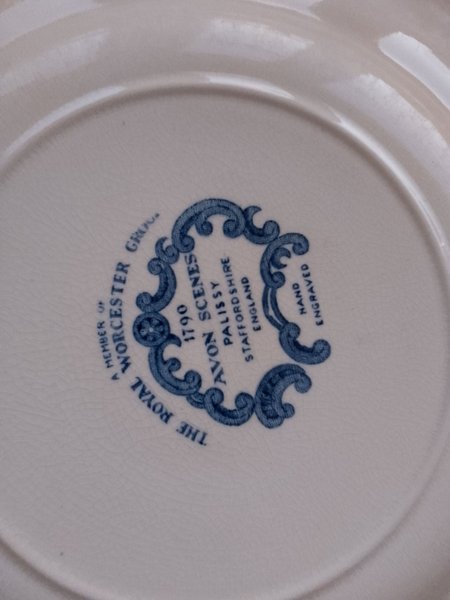 A MEMBER OF
THE ROYAL WORCESTER GROUP
1790
AVON SCENES
PALISSY
STAFFORDSHIRE
ENGLAND
HAND
ENGRAVED